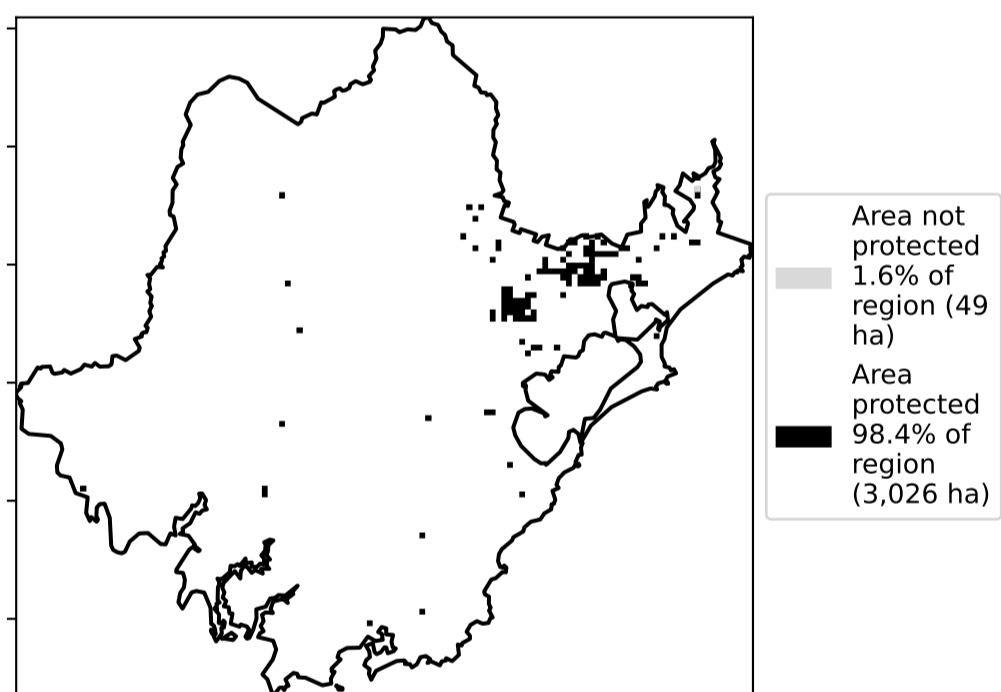 Area not
protected
1.6% of
region (49
ha)
Area
protected
98.4% of
region
(3,026 ha)